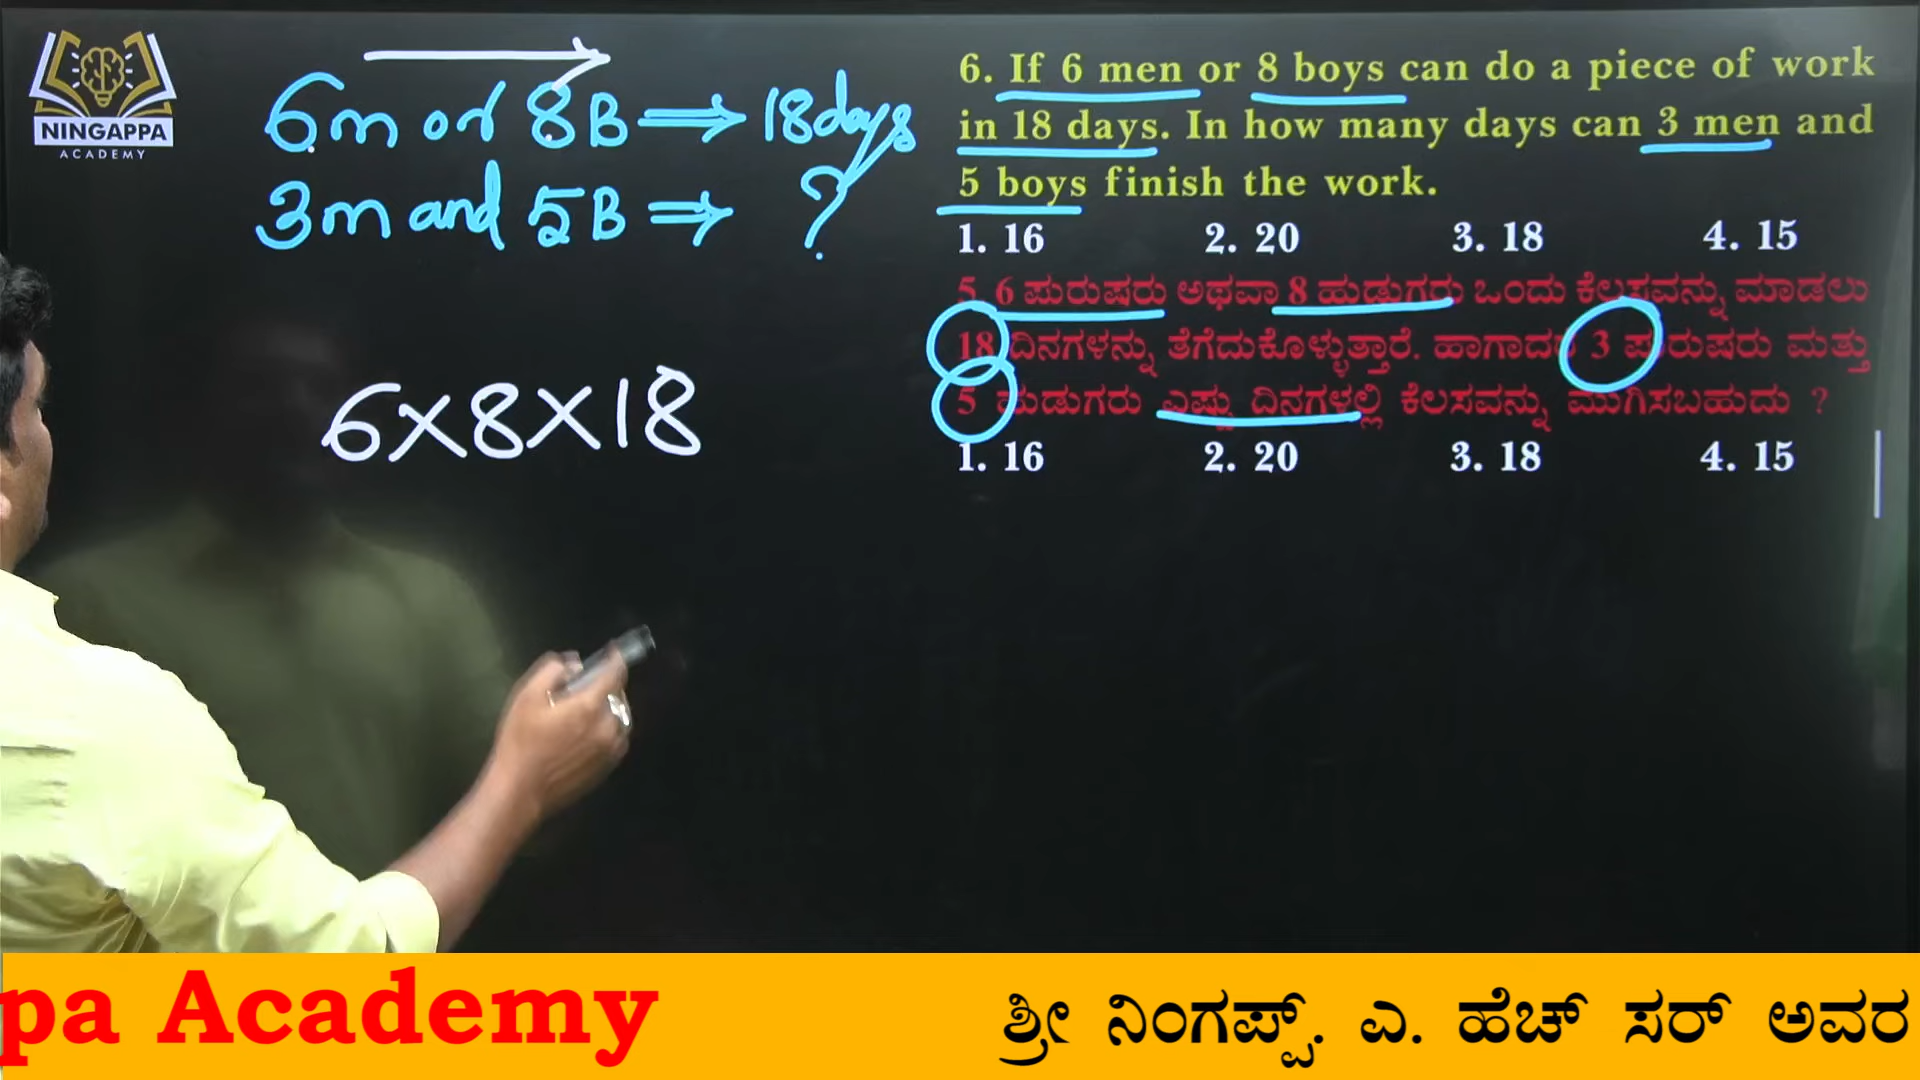 NINGAPPA
ACADEMY
6m or 8B ⇒ 18days
3m and 5B ⇒ ?
6×8×18
6. If 6 men or 8 boys can do a piece of work
in 18 days. In how many days can 3 men and
5 boys finish the work.
1. 16 2. 20 3. 18 4. 15
5. 6 ಪುರುಷರು ಅಥವಾ 8 ಹುಡುಗರು ಒಂದು ಕೆಲಸವನ್ನು ಮಾಡಲು
18 ದಿನಗಳನ್ನು ತೆಗೆದುಕೊಳ್ಳುತ್ತಾರೆ. ಹಾಗಾದರೆ 3 ಪುರುಷರು ಮತ್ತು
5 ಹುಡುಗರು ಎಷ್ಟು ದಿನಗಳಲ್ಲಿ ಕೆಲಸವನ್ನು ಮುಗಿಸಬಹುದು ?
1. 16 2. 20 3. 18 4. 15
pa Academy ಶ್ರೀ ನಿಂಗಪ್ಪ್. ಎ. ಹೆಚ್ ಸರ್ ಅವರ